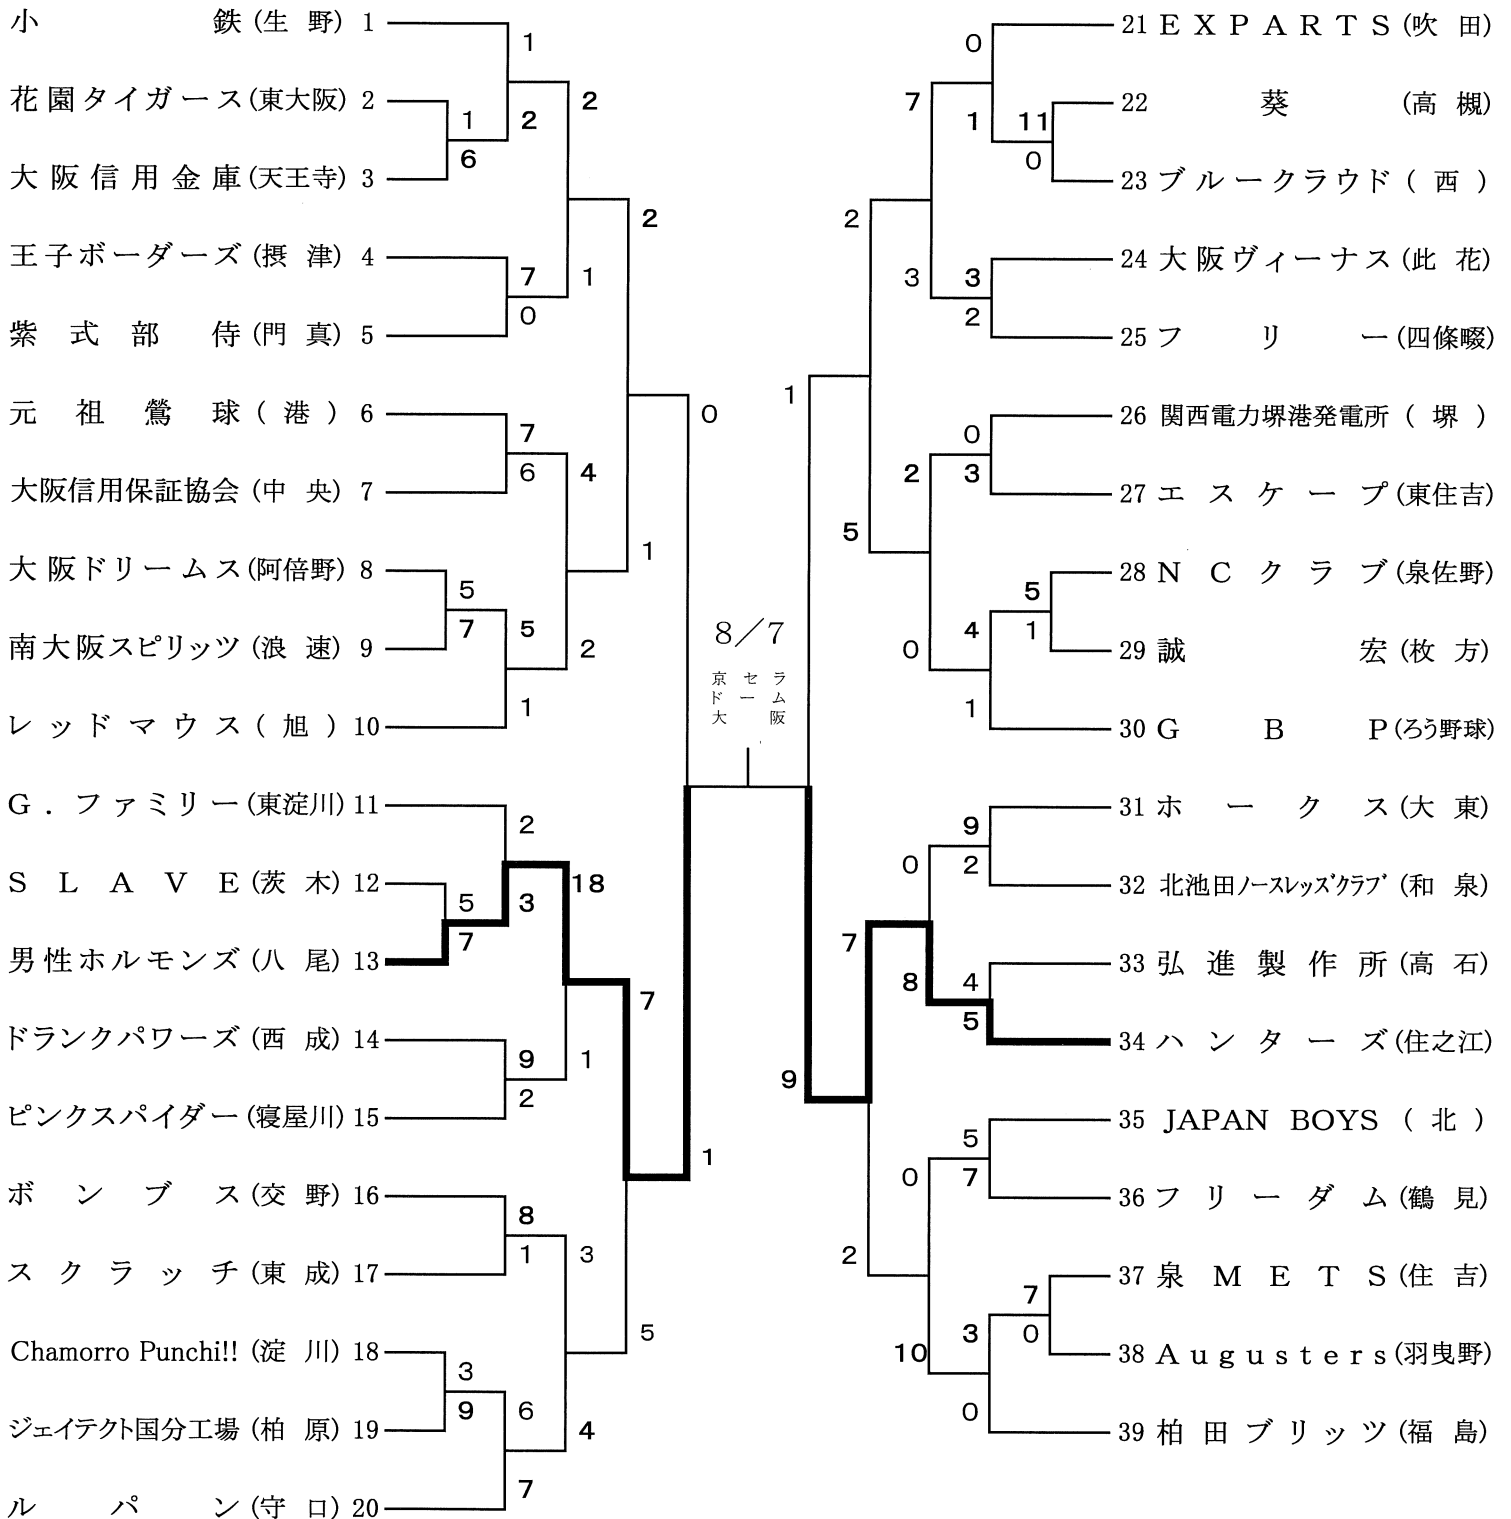 小鉄(生野) 1
1
花園タイガース(東大阪) 2
2
2
1
6
大阪信用金庫(天王寺) 3
2
王子ボーダーズ(摂津) 4
7
1
0
紫式部侍(門真) 5
0
元祖鶯球(港) 6
7
6
4
大阪信用保証協会(中央) 7
1
大阪ドリームス(阿倍野) 8
5
7
5
2
南大阪スピリッツ(浪速) 9
1
レッドマウス(旭) 10
G.ファミリー(東淀川) 11
2
SLAVE(茨木) 12
18
5
3
7
男性ホルモンズ(八尾) 13
7
ドランクパワーズ(西成) 14
9
1
2
ピンクスパイダー(寝屋川) 15
1
ボンブス(交野) 16
8
1
3
スクラッチ(東成) 17
5
Chamorro Punchi!!(淀川) 18
3
9
6
4
ジェイテクト国分工場(柏原) 19
7
ルパン(守口) 20
8/7
京セラ
ドーム
大阪
21 EXPARTS(吹田)
0
7
22 葵(高槻)
1
11
0
23 ブルークラウド(西)
2
24 大阪ヴィーナス(此花)
3
3
2
25 フリー(四條畷)
1
26 関西電力堺港発電所(堺)
0
2
3
27 エスケープ(東住吉)
5
28 NCクラブ(泉佐野)
5
4
1
0
29 誠宏(枚方)
1
30 GBP(ろう野球)
31 ホークス(大東)
9
0
2
32 北池田ノースレッズクラブ(和泉)
7
33 弘進製作所(高石)
4
8
5
34 ハンターズ(住之江)
9
35 JAPAN BOYS(北)
5
0
7
36 フリーダム(鶴見)
2
37 泉METS(住吉)
7
3
0
10
38 Augusters(羽曳野)
0
39 柏田ブリッツ(福島)